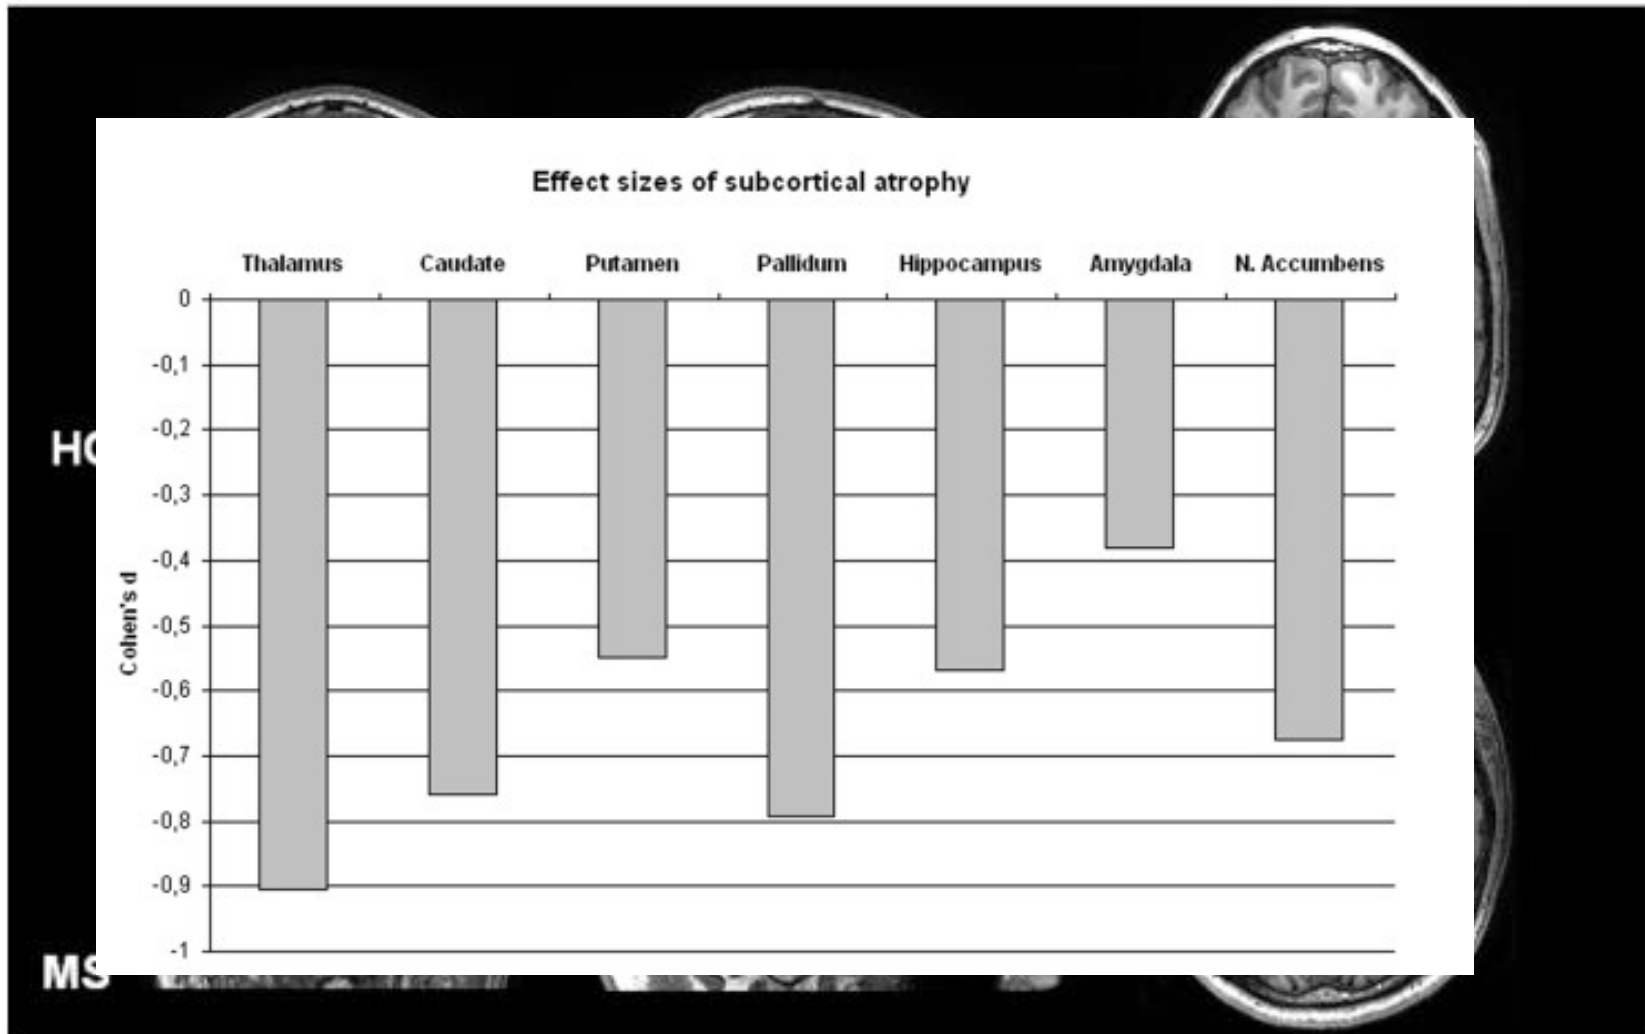 Effect sizes of subcortical atrophy
Thalamus Caudate Putamen Pallidum Hippocampus Amygdala N. Accumbens
0
-0,1
-0,2
-0,3
-0,4
-0,5
-0,6
-0,7
-0,8
-0,9
-1
Cohen's d
HC
MS